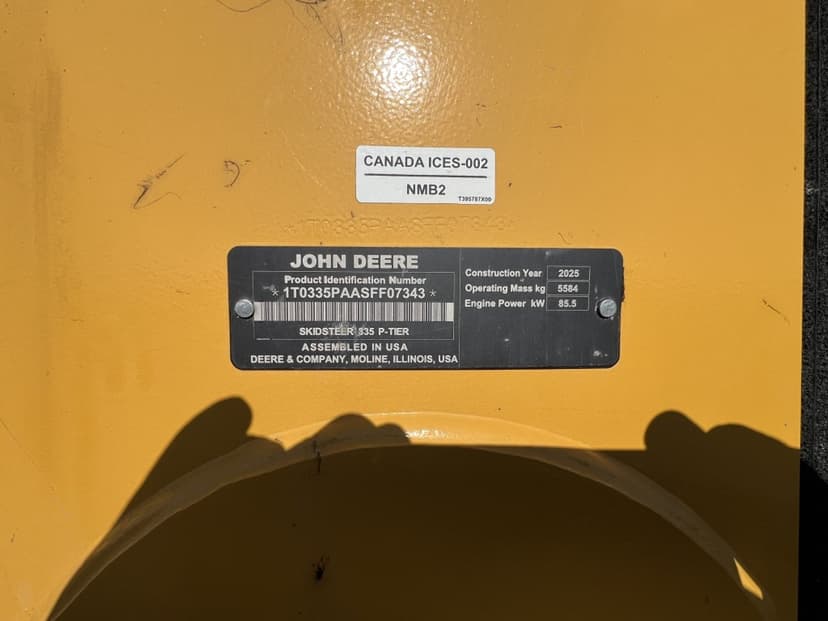 CANADA ICES-002
NMB2
T395787X00
JOHN DEERE
Product Identification Number
* 1T0335PAASFF07343 *
SKIDSTEER 335 P-TIER
ASSEMBLED IN USA
DEERE & COMPANY, MOLINE, ILLINOIS, USA
Construction Year 2025
Operating Mass kg 5584
Engine Power kW 85.5